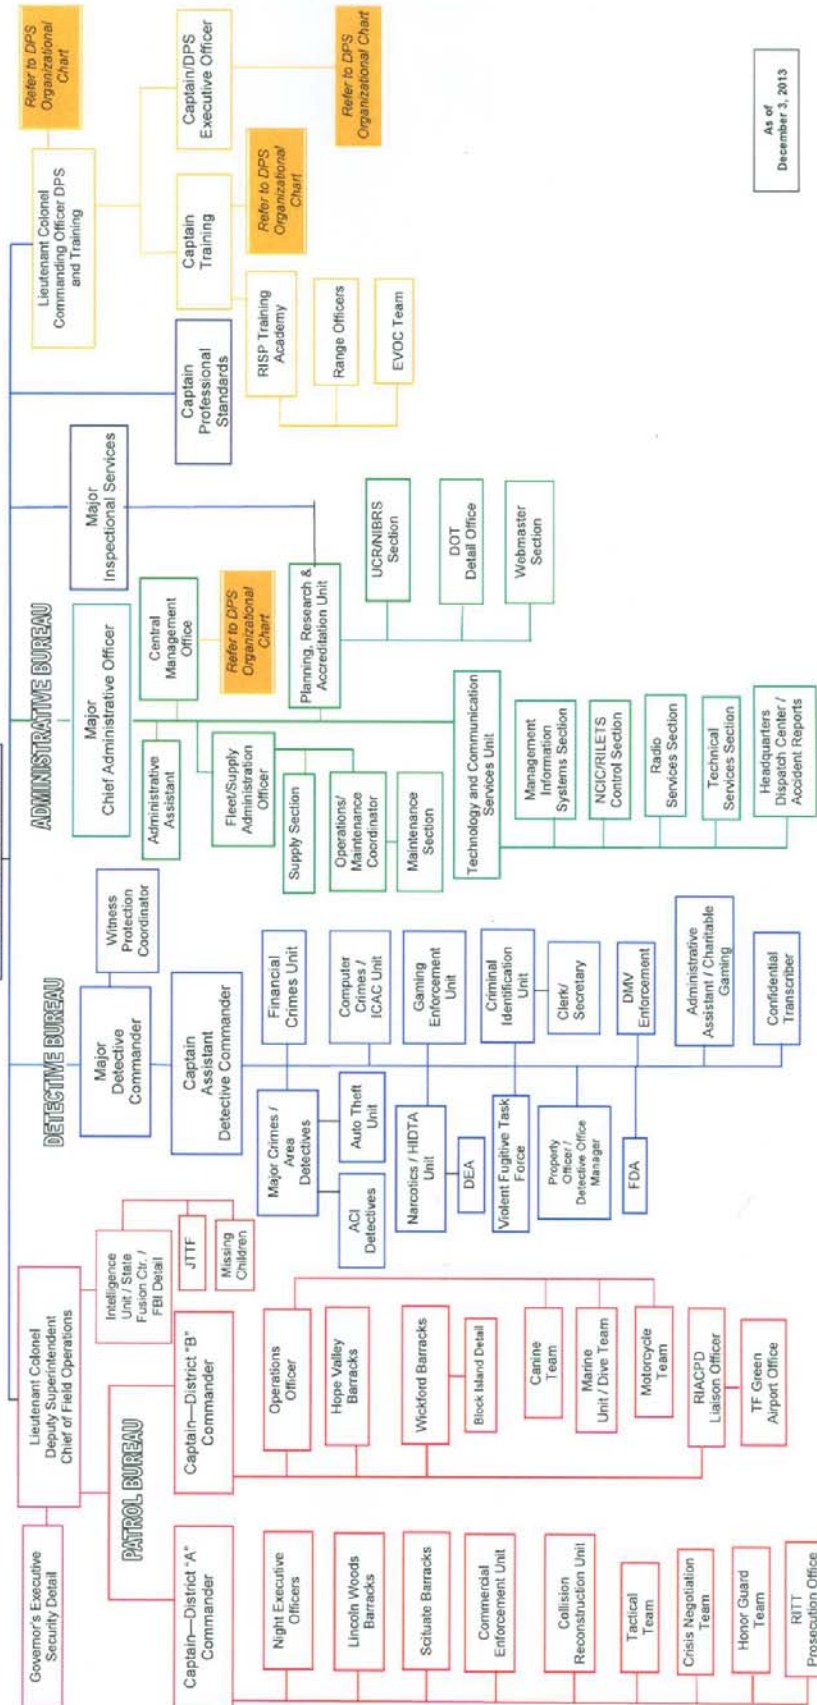 Governor's Executive
Security Detail
Lieutenant Colonel
Deputy Superintendent
Chief of Field Operations
Intelligence
Unit / State
Fusion Ctr. /
FBI Detail
JTTF
Missing
Children
PATROL BUREAU
Captain—District "A"
Commander
Night Executive
Officers
Lincoln Woods
Barracks
Scituate Barracks
Commercial
Enforcement Unit
Collision
Reconstruction Unit
Tactical
Team
Crisis Negotiation
Team
Honor Guard
Team
RITT
Prosecution Office
Captain—District "B"
Commander
Operations
Officer
Hope Valley
Barracks
Wickford Barracks
Block Island Detail
Canine
Team
Marine
Unit / Dive Team
Motorcycle
Team
RIACPD
Liaison Officer
TF Green
Airport Office
DETECTIVE BUREAU
Major
Detective
Commander
Witness
Protection
Coordinator
Captain
Assistant
Detective Commander
Major Crimes /
Area
Detectives
Financial
Crimes Unit
ACI
Detectives
Auto Theft
Unit
Computer
Crimes /
ICAC Unit
Narcotics / HIDTA
Unit
DEA
Gaming
Enforcement
Unit
Violent Fugitive Task
Force
Criminal
Identification
Unit
Clerk/
Secretary
Property
Officer /
Detective Office
Manager
DMV
Enforcement
FDA
Administrative
Assistant / Charitable
Gaming
Confidential
Transcriber
ADMINISTRATIVE BUREAU
Major
Chief Administrative Officer
Administrative
Assistant
Central
Management
Office
Refer to DPS
Organizational
Chart
Fleet/Supply
Administration
Officer
Supply Section
Operations/
Maintenance
Coordinator
Maintenance
Section
Planning, Research &
Accreditation Unit
UCR/NIBRS
Section
DOT
Detail Office
Webmaster
Section
Technology and Communication
Services Unit
Management
Information
Systems Section
NCIC/RILETS
Control Section
Radio
Services Section
Technical
Services Section
Headquarters
Dispatch Center /
Accident Reports
Major
Inspectional Services
Captain
Professional
Standards
Lieutenant Colonel
Commanding Officer DPS
and Training
Refer to DPS
Organizational
Chart
Captain
Training
Refer to DPS
Organizational
Chart
RISP Training
Academy
Range Officers
EVOC Team
Captain/DPS
Executive Officer
Refer to DPS
Organizational Chart
As of
December 3, 2013